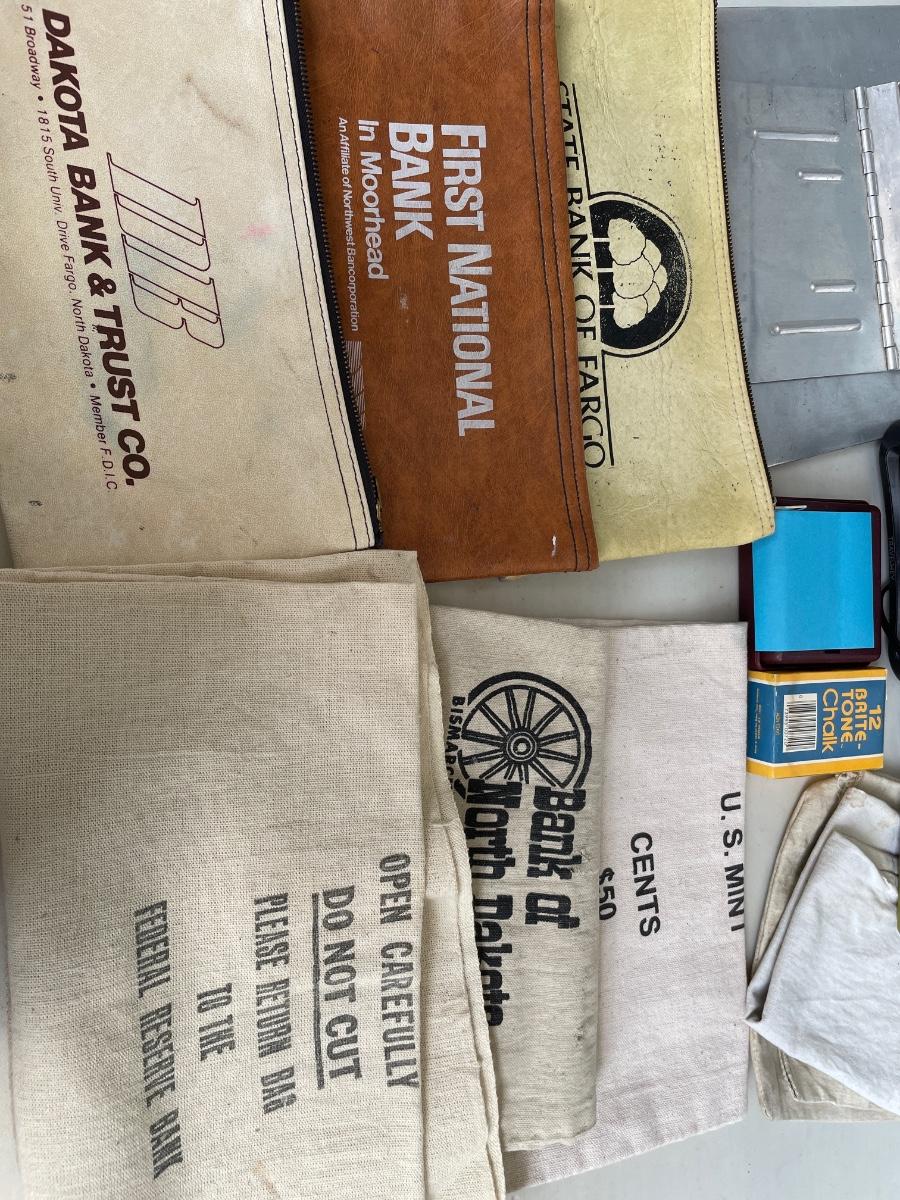 DAKOTA BANK & TRUST CO.
51 Broadway • 1815 South Univ. Drive Fargo, North Dakota • Member F.D.I.C.
FIRST NATIONAL
BANK
In Moorhead
An Affiliate of Northwest Bancorporation
STATE BANK OF FARGO
12
BRITE-
TONE
Chalk
U. S. MINT
CENTS
$50
Bank of
North Dakota
BISMARCK
OPEN CAREFULLY
DO NOT CUT
PLEASE RETURN BAG
TO THE
FEDERAL RESERVE BANK